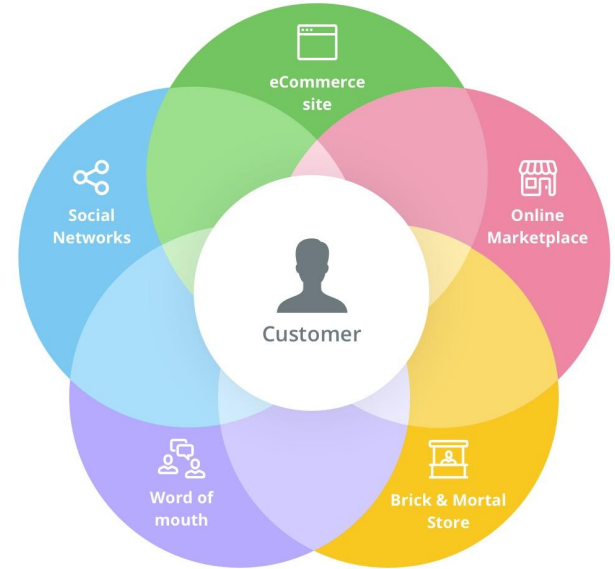 eCommerce
site
Social
Networks
Online
Marketplace
Customer
Word of
mouth
Brick & Mortal
Store